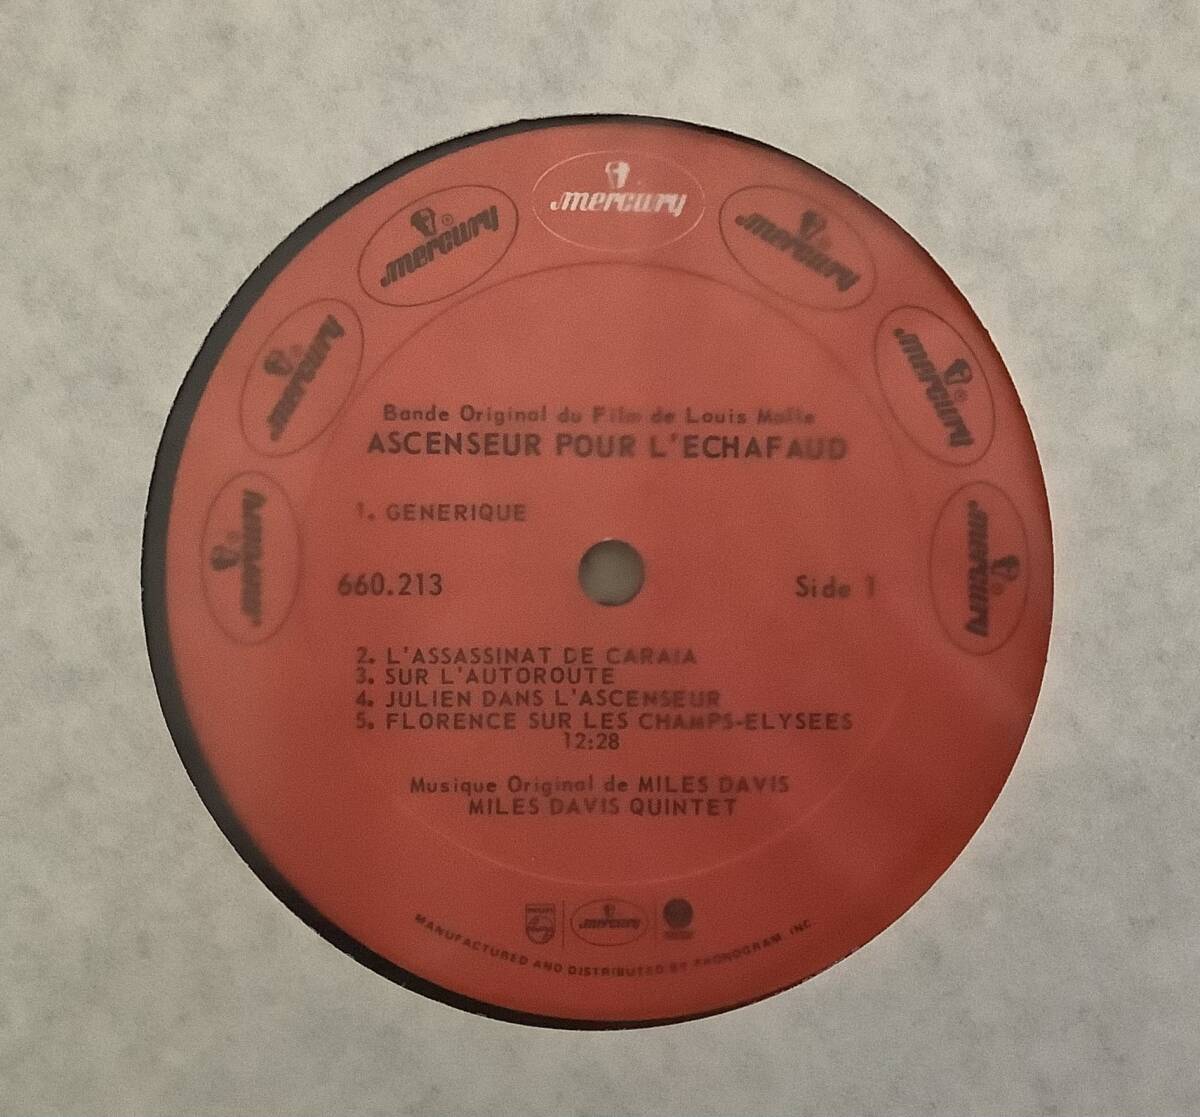 mercury
mercury
mercury
mercury
mercury
mercury
mercury
Bande Original du Film de Louis Malle
ASCENSEUR POUR L'ECHAFAUD
1. GENERIQUE
660.213
Side 1
2. L'ASSASSINAT DE CARALA
3. SUR L'AUTOROUTE
4. JULIEN DANS L'ASCENSEUR
5. FLORENCE SUR LES CHAMPS-ELYSEES
12:28
Musique Original de MILES DAVIS
MILES DAVIS QUINTET
mercury
MANUFACTURED AND DISTRIBUTED BY PHONOGRAM, INC.